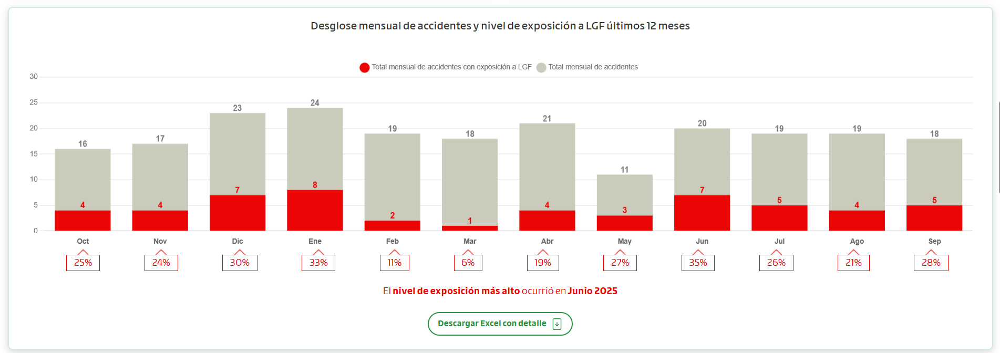 Desglose mensual de accidentes y nivel de exposición a LGF últimos 12 meses
Total mensual de accidentes con exposición a LGF Total mensual de accidentes
30
25
20
15
10
5
0
16 17 23 24 19 18 21 11 20 19 19 18
4 4 7 8 2 1 4 3 7 5 4 5
Oct Nov Dic Ene Feb Mar Abr May Jun Jul Ago Sep
25% 24% 30% 33% 11% 6% 19% 27% 35% 26% 21% 28%
El nivel de exposición más alto ocurrió en Junio 2025
Descargar Excel con detalle